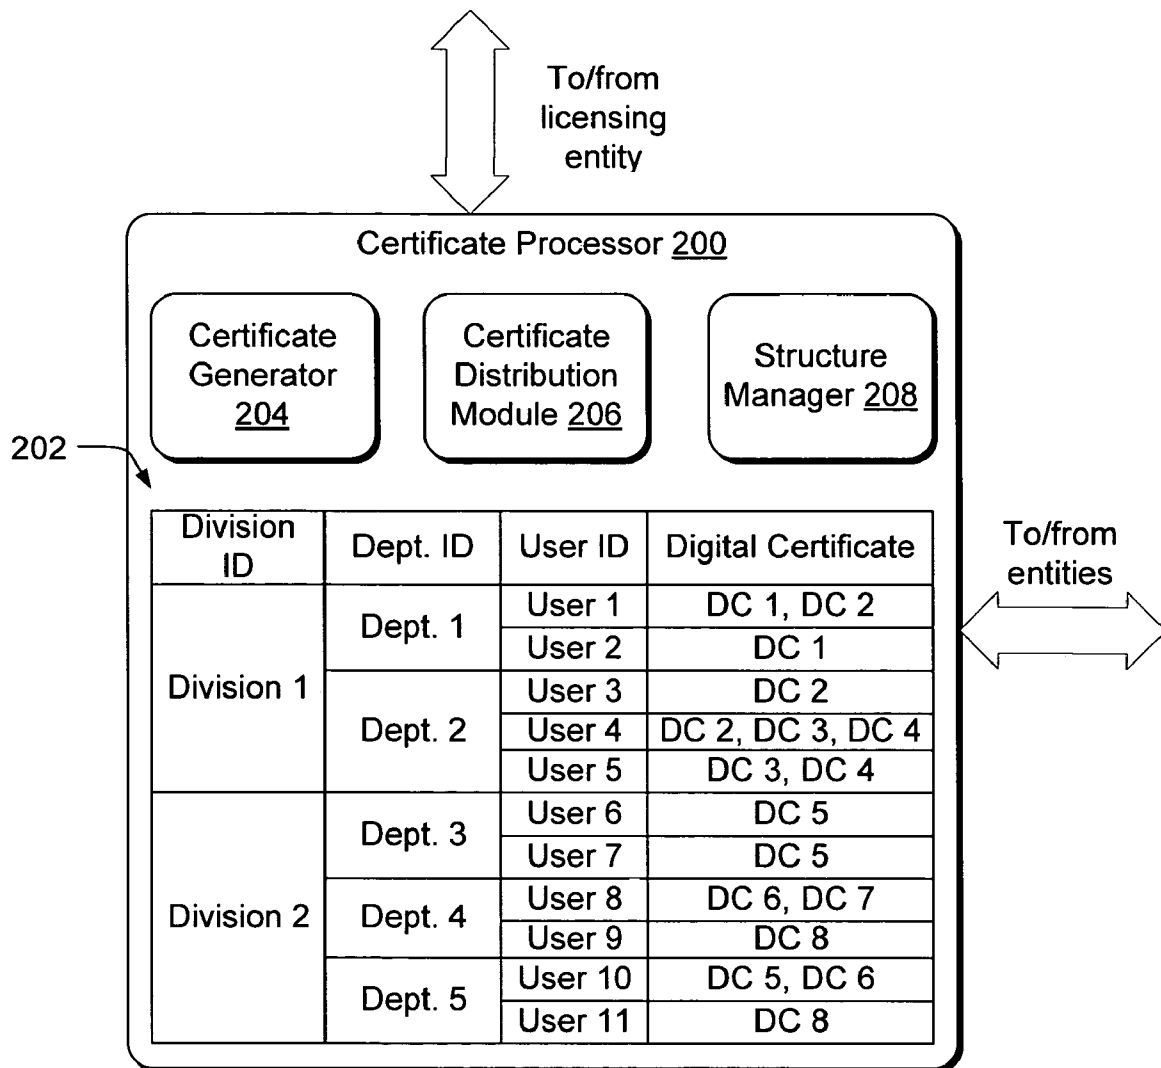 To/from
licensing
entity
Certificate Processor 200
Certificate
Generator
204
Certificate
Distribution
Module 206
Structure
Manager 208
202
Division
ID
Dept. ID
User ID
Digital Certificate
To/from
entities
Division 1
Dept. 1
User 1
DC 1, DC 2
User 2
DC 1
Dept. 2
User 3
DC 2
User 4
DC 2, DC 3, DC 4
User 5
DC 3, DC 4
Division 2
Dept. 3
User 6
DC 5
User 7
DC 5
Dept. 4
User 8
DC 6, DC 7
User 9
DC 8
Dept. 5
User 10
DC 5, DC 6
User 11
DC 8